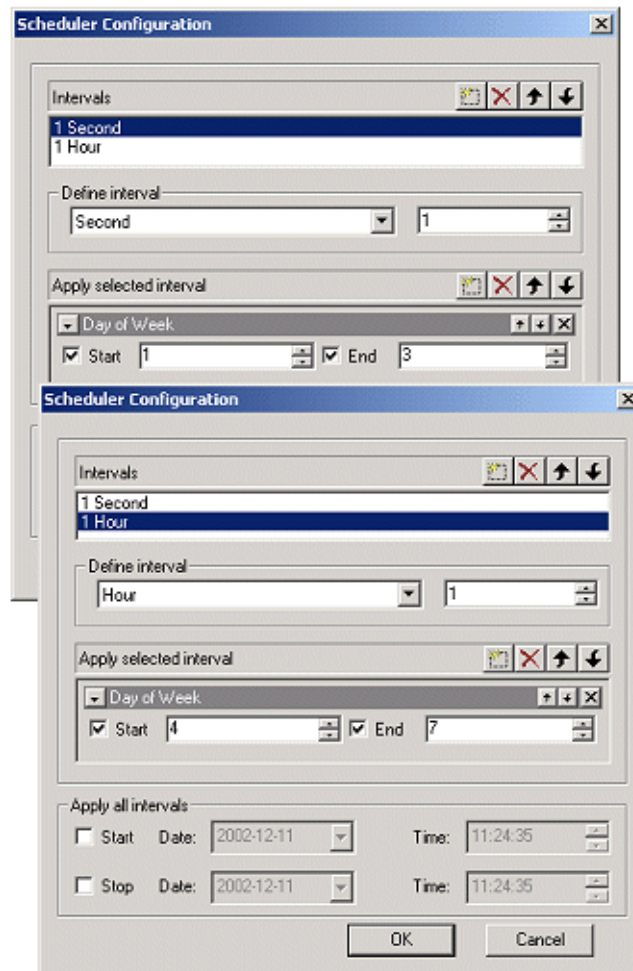 Scheduler Configuration
Intervals
1 Second
1 Hour
Define interval
Second 1
Apply selected interval
Day of Week
Start 1 End 3
Scheduler Configuration
Intervals
1 Second
1 Hour
Define interval
Hour 1
Apply selected interval
Day of Week
Start 4 End 7
Apply all intervals
Start Date: 2002-12-11 Time: 11:24:35
Stop Date: 2002-12-11 Time: 11:24:35
OK Cancel